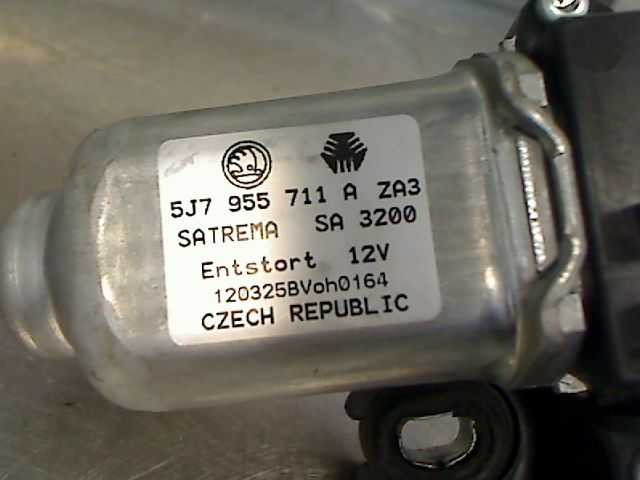 5J7 955 711 A ZA3
SATREMA SA 3200
Entstort 12V
120325BVoh0164
CZECH REPUBLIC